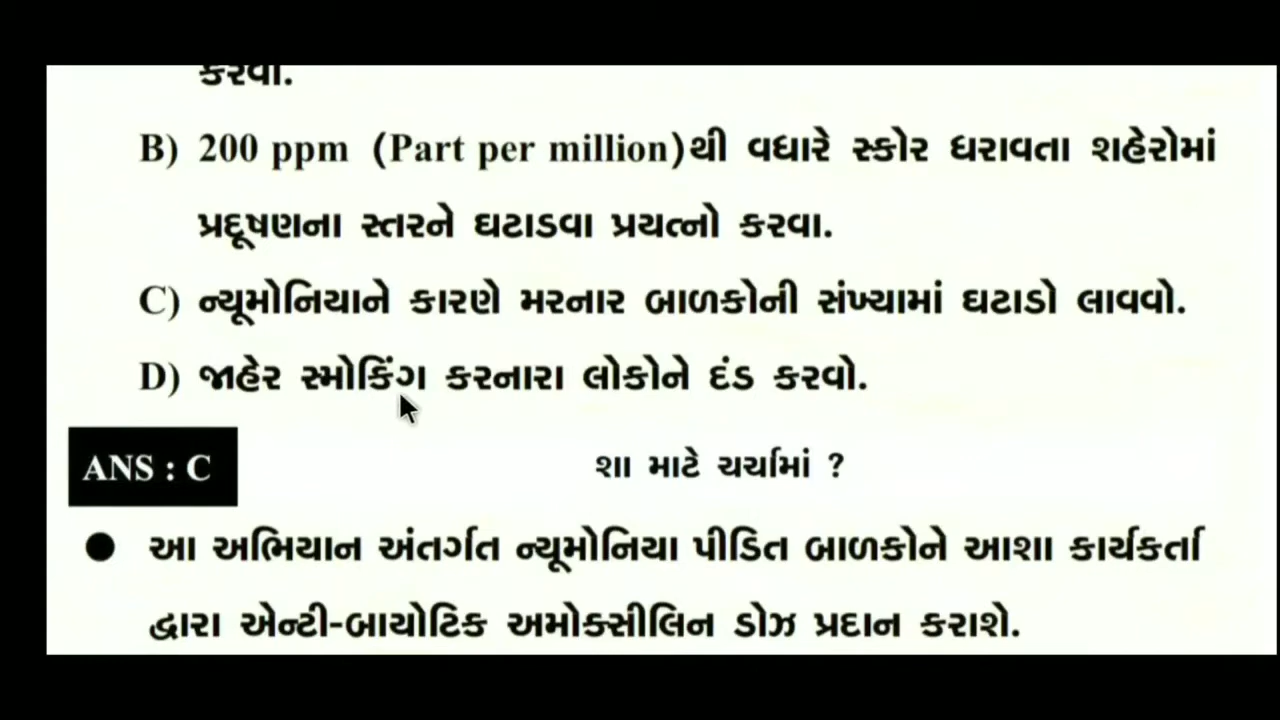 કરવા.
B) 200 ppm (Part per million)થી વધારે સ્કોર ધરાવતા શહેરોમાં
પ્રદૂષણના સ્તરને ઘટાડવા પ્રયત્નો કરવા.
C) ન્યૂમોનિયાને કારણે મરનાર બાળકોની સંખ્યામાં ઘટાડો લાવવો.
D) જાહેર સ્મોકિંગ કરનારા લોકોને દંડ કરવો.
ANS : C શા માટે ચર્ચામાં ?
● આ અભિયાન અંતર્ગત ન્યૂમોનિયા પીડિત બાળકોને આશા કાર્યકર્તા
દ્વારા એન્ટી-બાયોટિક અમોક્સીલિન ડોઝ પ્રદાન કરાશે.